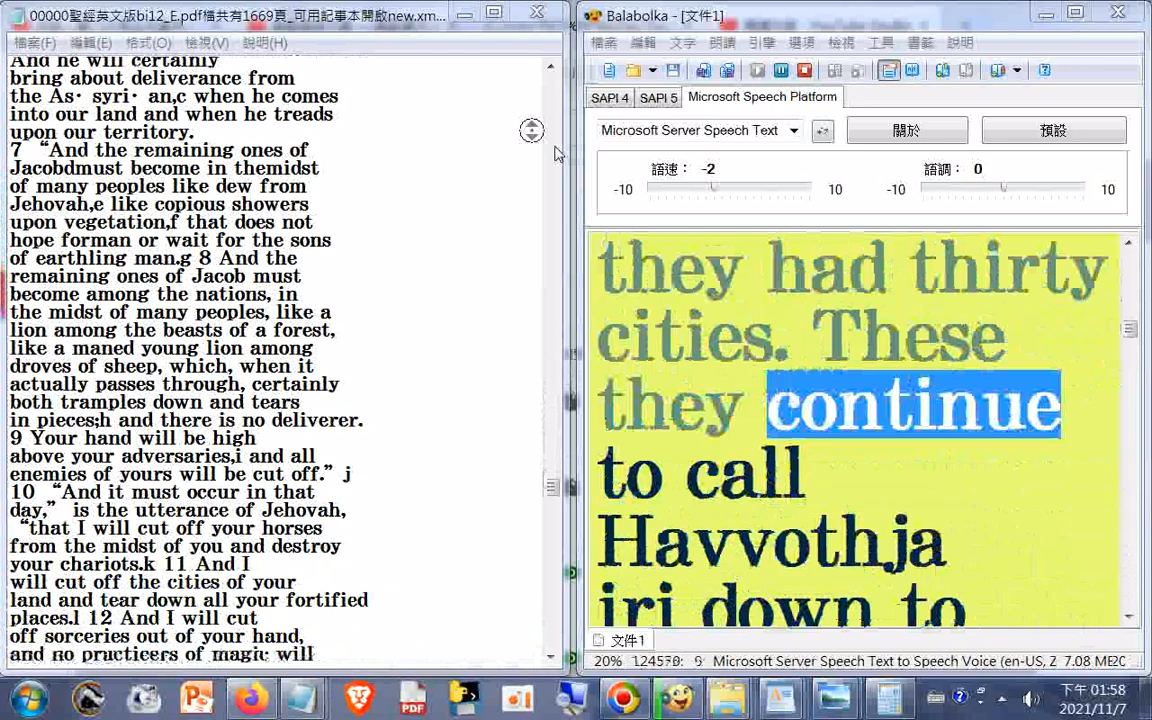 00000聖經英文版bi12_E.pdf檔共有1669頁_可用記事本開啟new.xm...
檔案(F) 編輯(E) 格式(O) 檢視(V) 說明(H)
And he will certainly
bring about deliverance from
the As· syri· an,c when he comes
into our land and when he treads
upon our territory.
7 “And the remaining ones of
Jacobdmust become in themidst
of many peoples like dew from
Jehovah,e like copious showers
upon vegetation,f that does not
hope forman or wait for the sons
of earthling man.g 8 And the
remaining ones of Jacob must
become among the nations, in
the midst of many peoples, like a
lion among the beasts of a forest,
like a maned young lion among
droves of sheep, which, when it
actually passes through, certainly
both tramples down and tears
in pieces;h and there is no deliverer.
9 Your hand will be high
above your adversaries,i and all
enemies of yours will be cut off.” j
10 “And it must occur in that
day,” is the utterance of Jehovah,
“that I will cut off your horses
from the midst of you and destroy
your chariots.k 11 And I
will cut off the cities of your
land and tear down all your fortified
places.l 12 And I will cut
off sorceries out of your hand,
and no practicers of magic will
Balabolka - [文件1]
檔案 編輯 文字 朗讀 引擎 選項 檢視 工具 書籤 說明
SAPI 4 SAPI 5 Microsoft Speech Platform
Microsoft Server Speech Text 關於 預設
語速: -2 語調: 0
-10 10 -10 10
they had thirty
cities. These
they continue
to call
Havvothja
iri down to
文件1
20% Microsoft Server Speech Text to Speech Voice (en-US, Z 7.08 ME
PDF
下午 01:58
2021/11/7